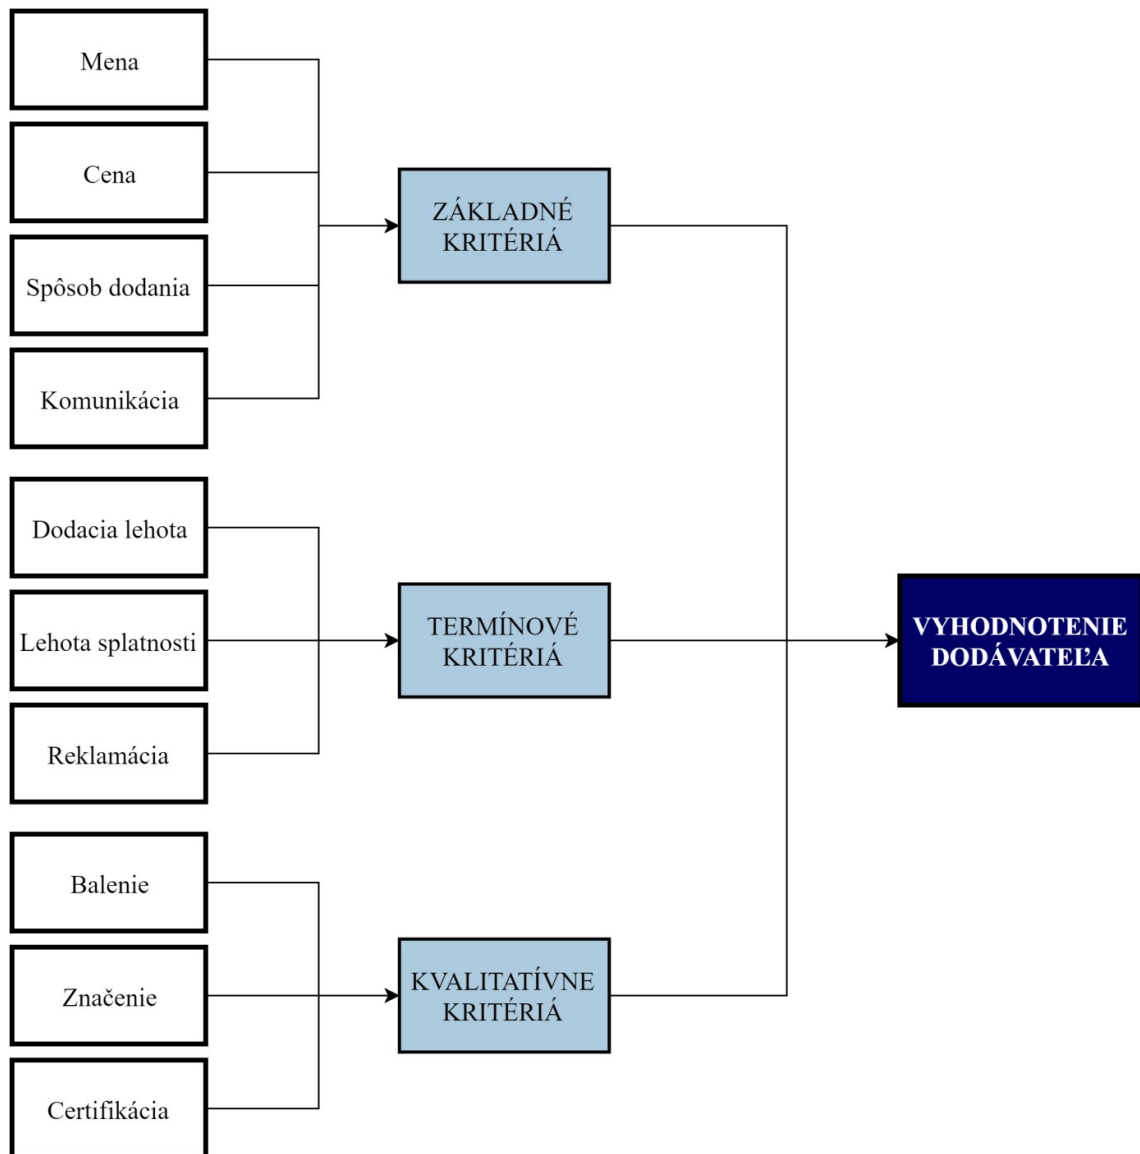 Mena
Cena
Spôsob dodania
Komunikácia
ZÁKLADNÉ
KRITÉRIÁ
Dodacia lehota
Lehota splatnosti
Reklamácia
TERMÍNOVÉ
KRITÉRIÁ
Balenie
Značenie
Certifikácia
KVALITATÍVNE
KRITÉRIÁ
VYHODNOTENIE
DODÁVATEĽA